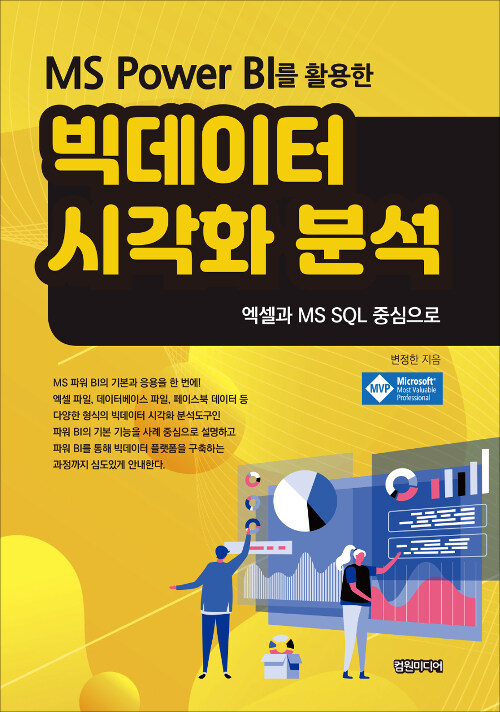 MS Power BI를 활용한
빅데이터
시각화 분석
엑셀과 MS SQL 중심으로
변정한 지음
MVP
Microsoft®
Most Valuable
Professional
MS 파워 BI의 기본과 응용을 한 번에!
엑셀 파일, 데이터베이스 파일, 페이스북 데이터 등
다양한 형식의 빅데이터 시각화 분석도구인
파워 BI의 기본 기능을 사례 중심으로 설명하고
파워 BI를 통해 빅데이터 플랫폼을 구축하는
과정까지 심도있게 안내한다.
컴원미디어